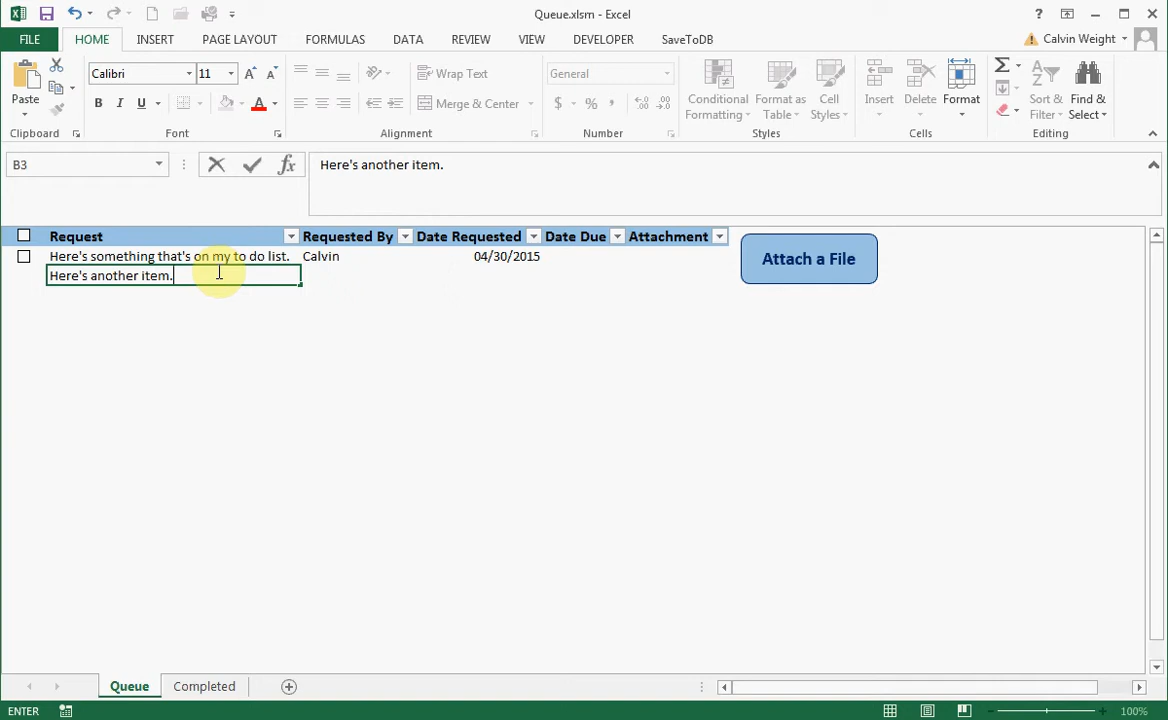 Queue.xlsm - Excel
?
FILE HOME INSERT PAGE LAYOUT FORMULAS DATA REVIEW VIEW DEVELOPER SaveToDB Calvin Weight
Calibri 11 Wrap Text General
Paste B I U A Merge & Center $ % , Conditional Formatting Format as Table Cell Styles Insert Delete Format Sort & Filter Find & Select
Clipboard Font Alignment Number Styles Cells Editing
B3 fx Here's another item.
Request Requested By Date Requested Date Due Attachment
Here's something that's on my to do list. Calvin 04/30/2015
Here's another item.
Attach a File
Queue Completed
ENTER 100%